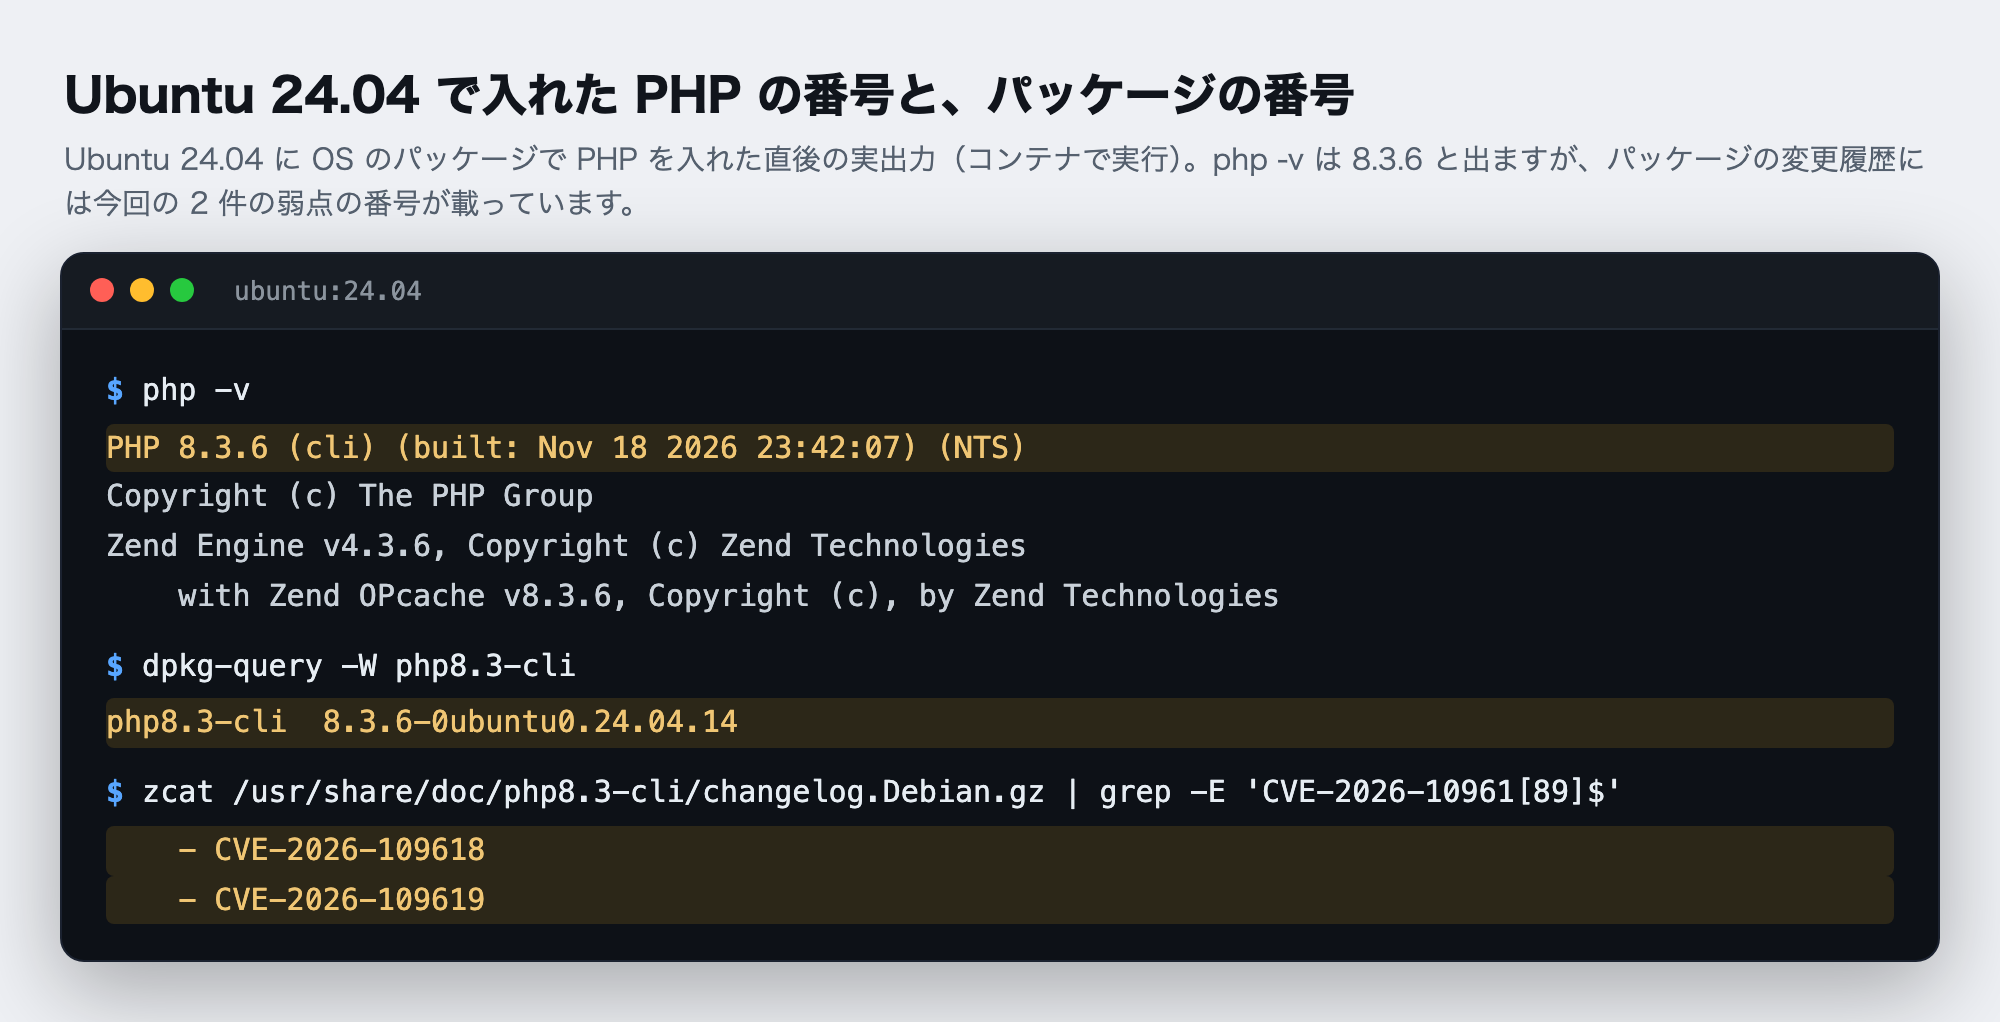 Ubuntu 24.04 で入れた PHP の番号と、パッケージの番号
Ubuntu 24.04 に OS のパッケージで PHP を入れた直後の実出力（コンテナで実行）。php -v は 8.3.6 と出ますが、パッケージの変更履歴に
は今回の 2 件の弱点の番号が載っています。
ubuntu:24.04
$ php -v
PHP 8.3.6 (cli) (built: Nov 18 2026 23:42:07) (NTS)
Copyright (c) The PHP Group
Zend Engine v4.3.6, Copyright (c) Zend Technologies
    with Zend OPcache v8.3.6, Copyright (c), by Zend Technologies
$ dpkg-query -W php8.3-cli
php8.3-cli  8.3.6-0ubuntu0.24.04.14
$ zcat /usr/share/doc/php8.3-cli/changelog.Debian.gz | grep -E 'CVE-2026-10961[89]$'
    - CVE-2026-109618
    - CVE-2026-109619